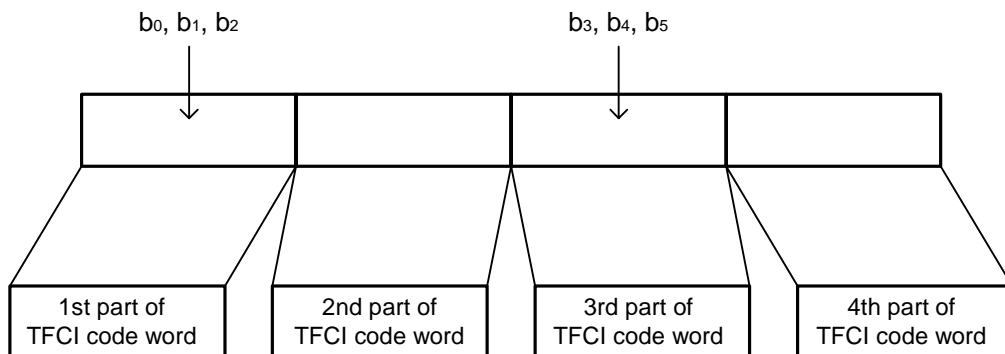 b0, b1, b2
b3, b4, b5
1st part of
TFCI code word
2nd part of
TFCI code word
3rd part of
TFCI code word
4th part of
TFCI code word